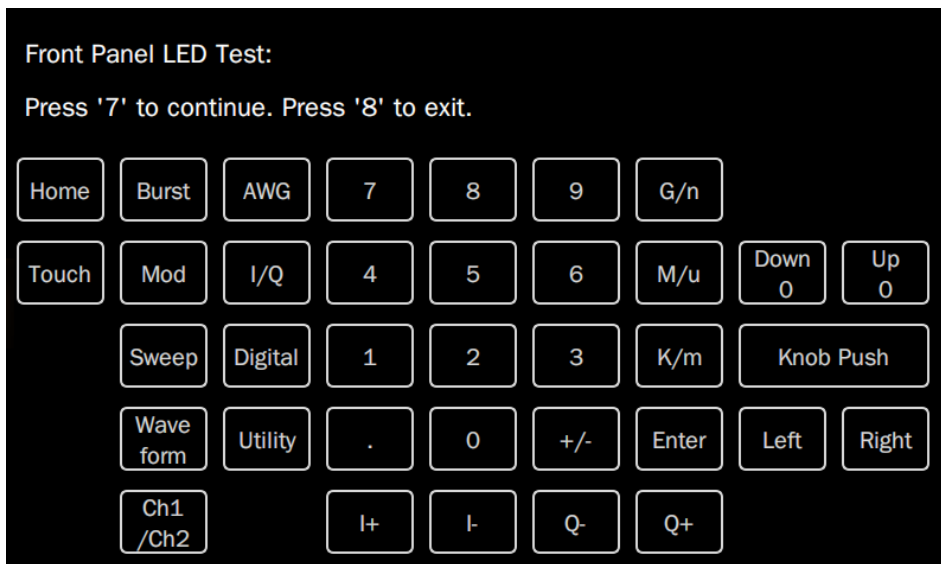 Front Panel LED Test:
Press '7' to continue. Press '8' to exit.
Home Burst AWG 7 8 9 G/n
Touch Mod I/Q 4 5 6 M/u Down 0 Up 0
Sweep Digital 1 2 3 K/m Knob Push
Wave form Utility . 0 +/- Enter Left Right
Ch1 /Ch2 I+ I- Q- Q+